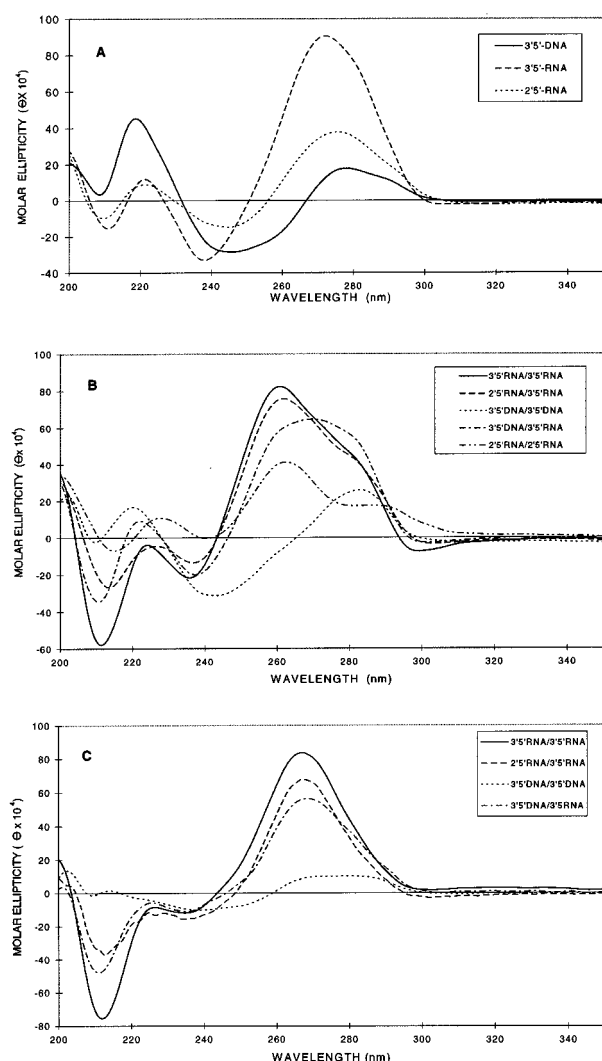 A
100
80
60
40
20
0
-20
-40
MOLAR ELLIPTICITY (ΘX 10⁴)
200 220 240 260 280 300 320 340
WAVELENGTH (nm)
3'5'-DNA
3'5'-RNA
2'5'-RNA
B
100
80
60
40
20
0
-20
-40
-60
MOLAR ELLIPTICITY (Θx 10⁴)
200 220 240 260 280 300 320 340
WAVELENGTH (nm)
3'5'RNA/3'5'RNA
2'5'RNA/3'5'RNA
3'5'DNA/3'5'DNA
3'5'DNA/3'5'RNA
2'5'RNA/2'5'RNA
C
100
80
60
40
20
0
-20
-40
-60
-80
MOLAR ELLIPTICITY ( Θ x 10⁴)
200 220 240 260 280 300 320 340
WAVELENGTH (nm)
3'5'RNA/3'5'RNA
2'5'RNA/3'5'RNA
3'5'DNA/3'5'DNA
3'5'DNA/3'5RNA